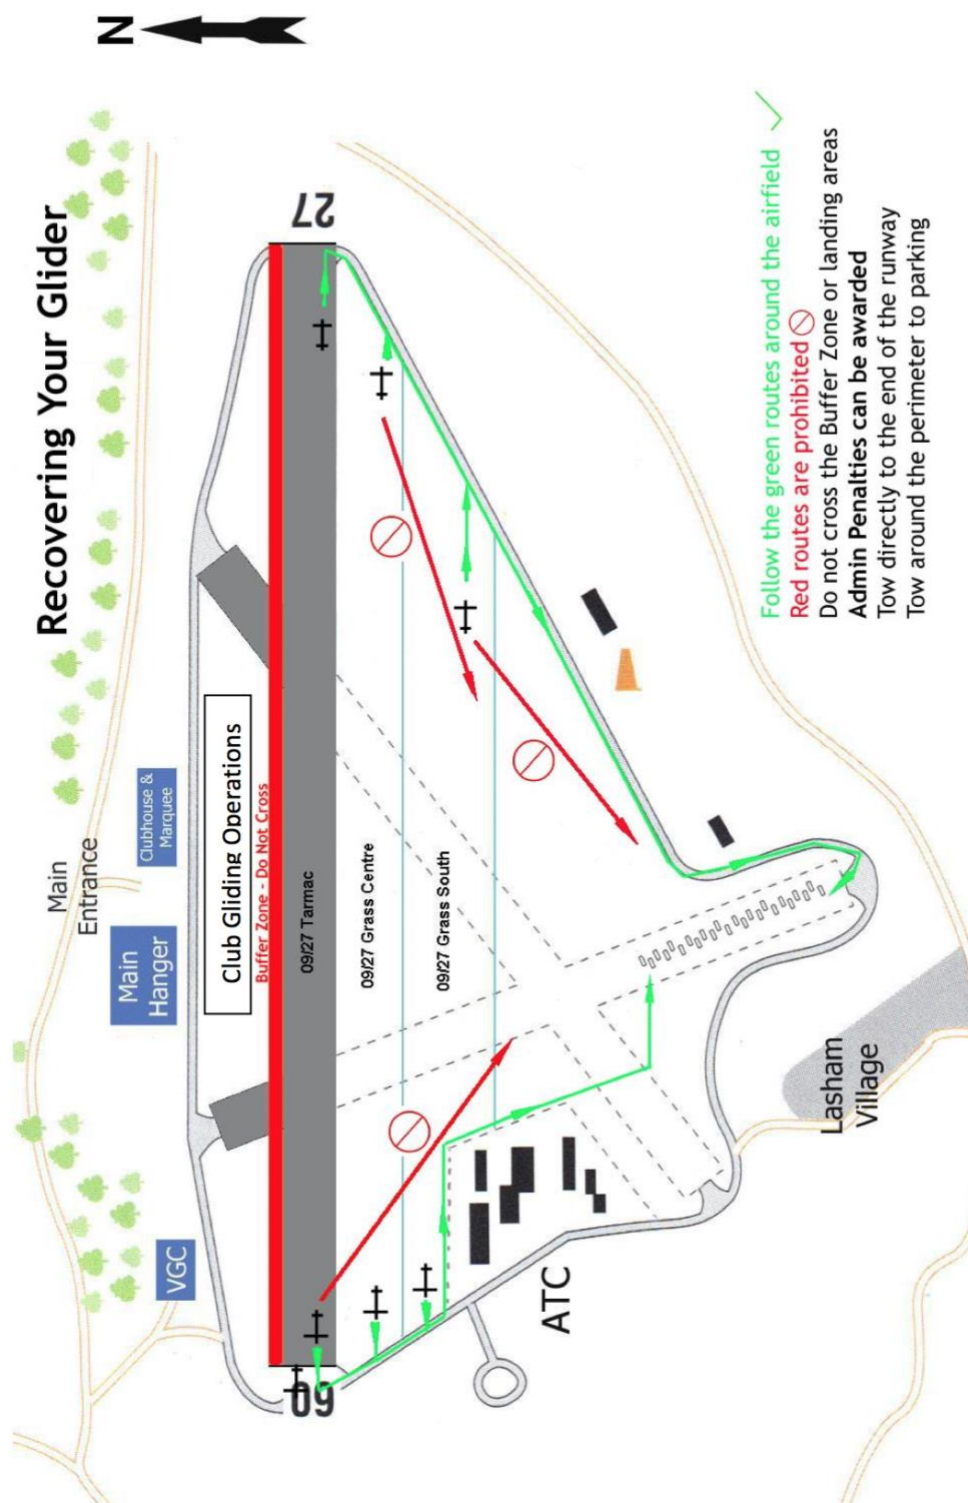 N
Recovering Your Glider
Main
Entrance
Clubhouse &
Marquee
Main
Hanger
VGC
Club Gliding Operations
Buffer Zone - Do Not Cross
09/27 Tarmac
09/27 Grass Centre
09/27 Grass South
27
09
ATC
Lasham
Village
Follow the green routes around the airfield
Red routes are prohibited
Do not cross the Buffer Zone or landing areas
Admin Penalties can be awarded
Tow directly to the end of the runway
Tow around the perimeter to parking